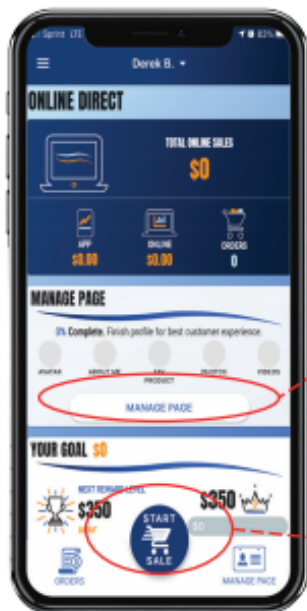 Sprint LTE
83%
Derek B.
ONLINE DIRECT
TOTAL ONLINE SALES
$0
APP
ONLINE
ORDERS
$0.00
$0.00
0
MANAGE PAGE
0% Complete. Finish profile for best customer experience.
AVATAR ABOUT ME FAV PRODUCT PHOTOS VIDEOS
MANAGE PAGE
YOUR GOAL $0
NEXT REWARD LEVEL
$350
$350
$0
START
SALE
ORDERS
MANAGE PAGE